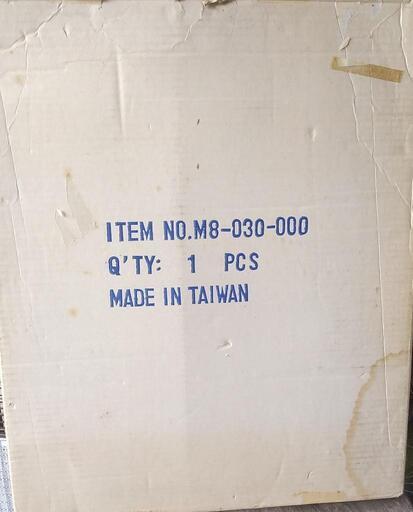 ITEM NO.M8-030-000
Q'TY: 1 PCS
MADE IN TAIWAN